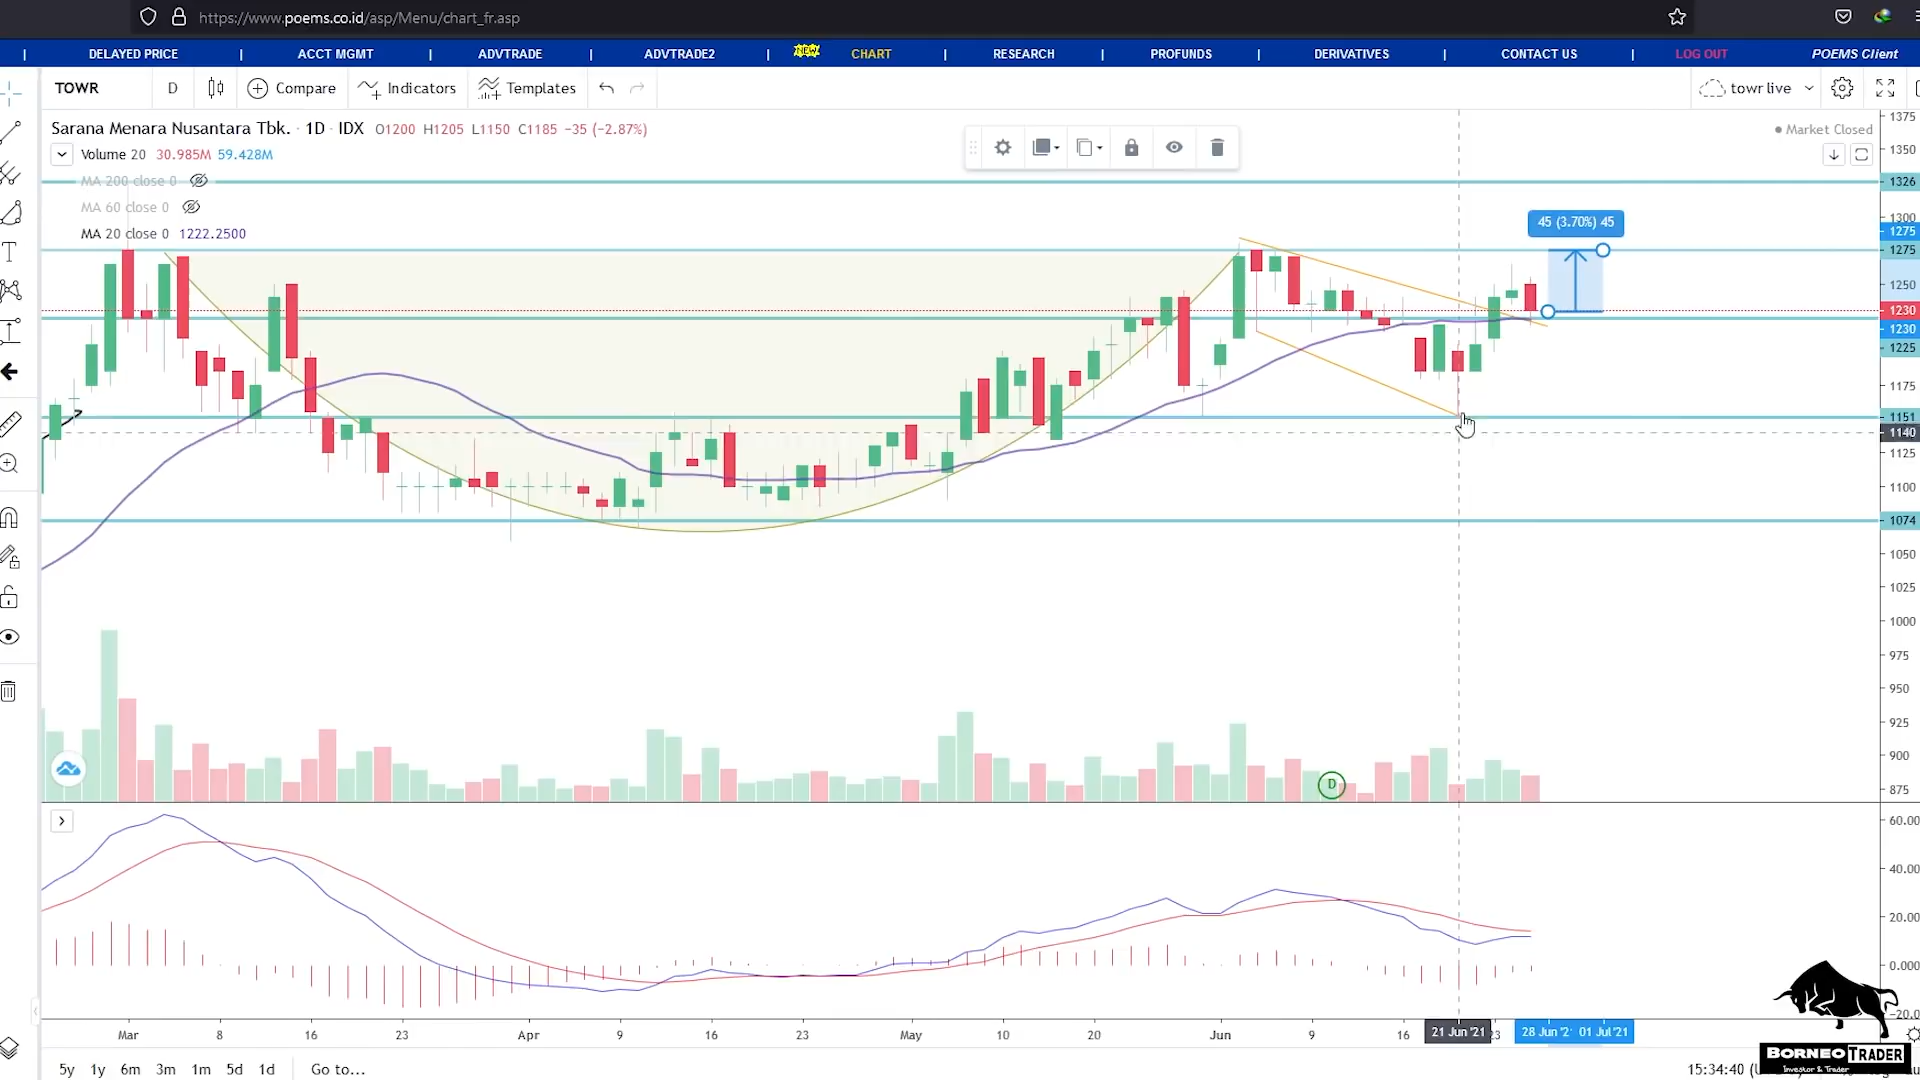 https://www.poems.co.id/asp/Menu/chart_fr.asp
| DELAYED PRICE | ACCT MGMT | ADVTRADE | ADVTRADE2 | NEW CHART | RESEARCH | PROFUNDS | DERIVATIVES | CONTACT US | LOG OUT POEMS Client
TOWR D Compare Indicators Templates towr live
Sarana Menara Nusantara Tbk. · 1D · IDX O1200 H1205 L1150 C1185 −35 (−2.87%)
Market Closed
Volume 20 30.985M 59.428M
MA 200 close 0
MA 60 close 0
MA 20 close 0 1222.2500
45 (3.70%) 45
1375
1350
1326
1300
1275
1275
1250
1230
1230
1225
1175
1151
1140
1125
1100
1074
1050
1025
1000
975
950
925
900
875
D
60.00
40.00
20.00
0.000
-20.0
Mar 8 16 23 Apr 9 16 23 May 10 20 Jun 9 16 21 Jun '21 23 28 Jun '2 01 Jul '21
BORNEO TRADER
Investor & Trader
5y 1y 6m 3m 1m 5d 1d Go to...
15:34:40